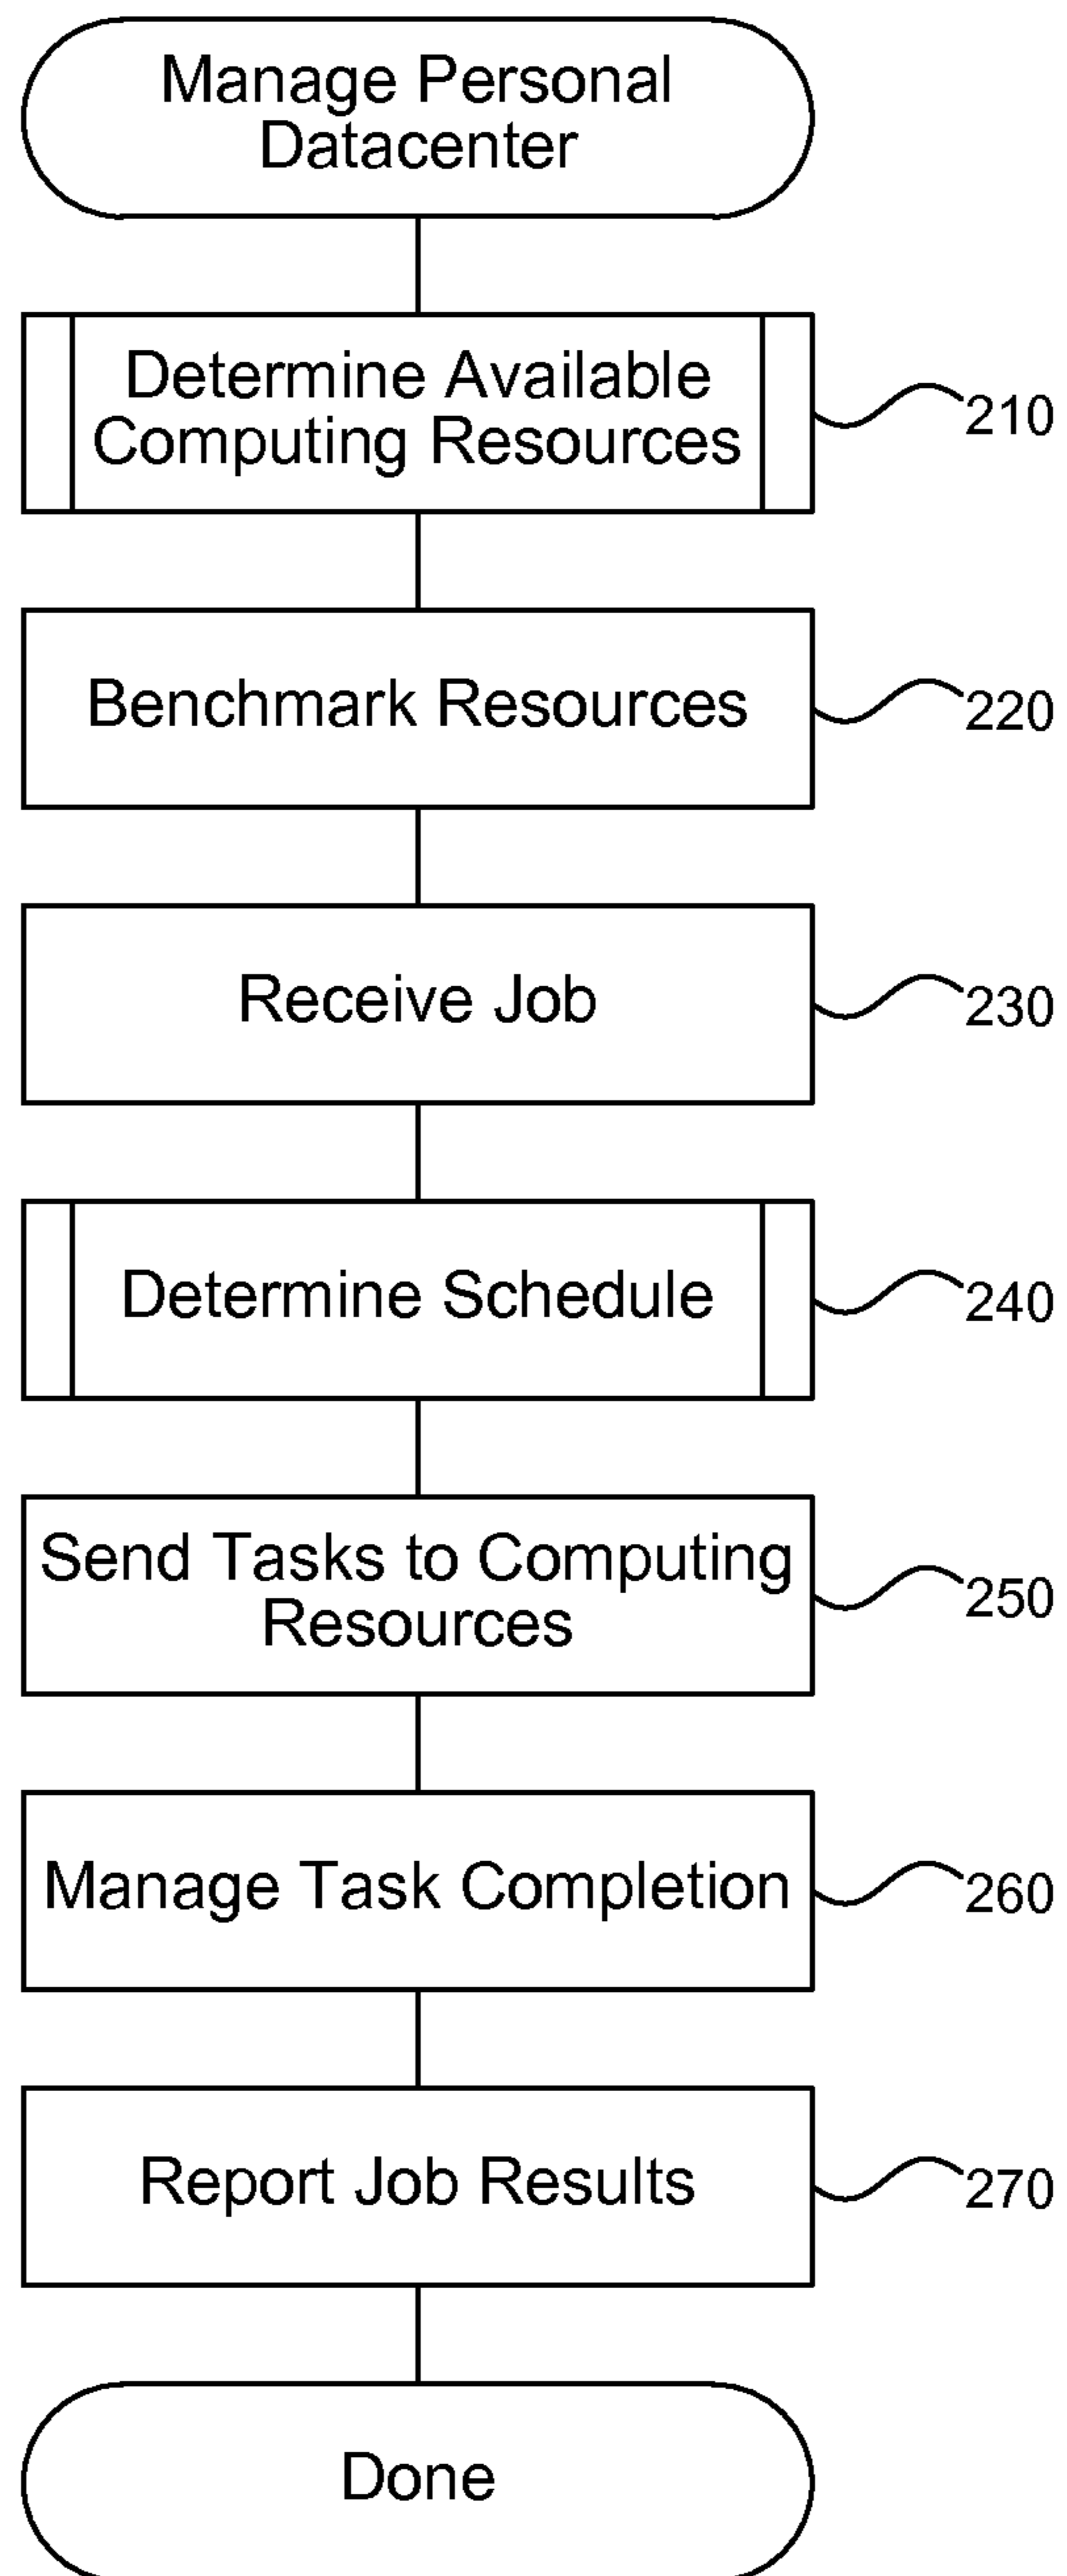 Manage Personal
Datacenter
Determine Available
Computing Resources
210
Benchmark Resources
220
Receive Job
230
Determine Schedule
240
Send Tasks to Computing
Resources
250
Manage Task Completion
260
Report Job Results
270
Done